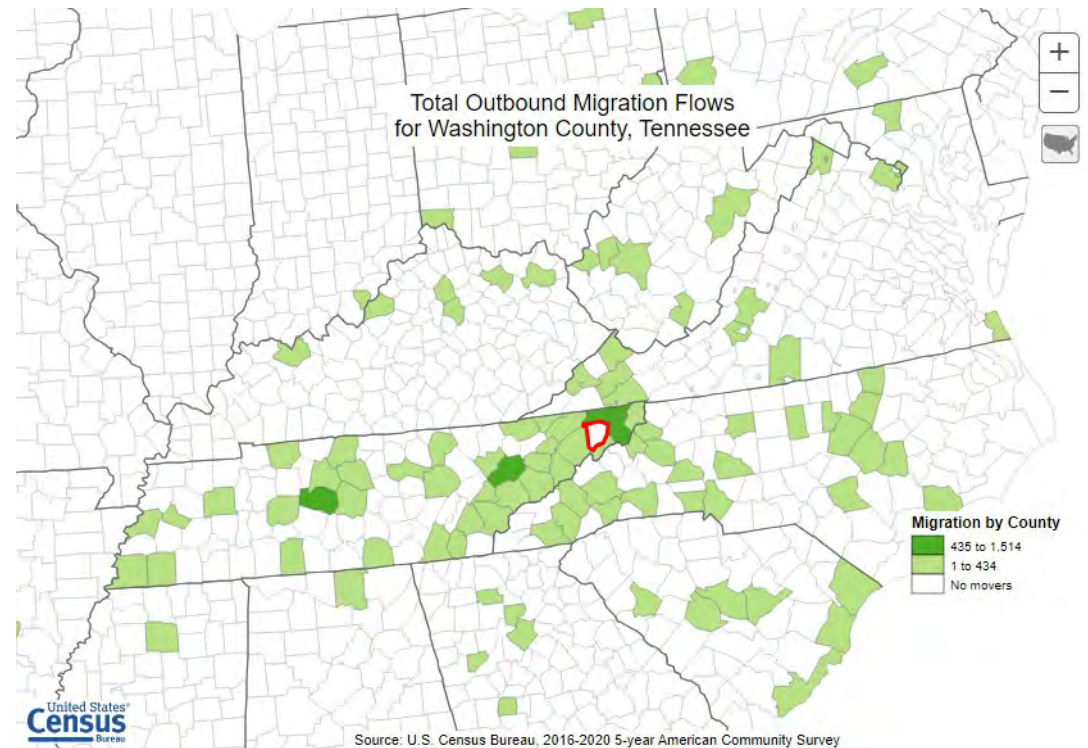 +
−
Total Outbound Migration Flows
for Washington County, Tennessee
Migration by County
435 to 1,514
1 to 434
No movers
United States®
Census
Bureau
Source: U.S. Census Bureau, 2016-2020 5-year American Community Survey